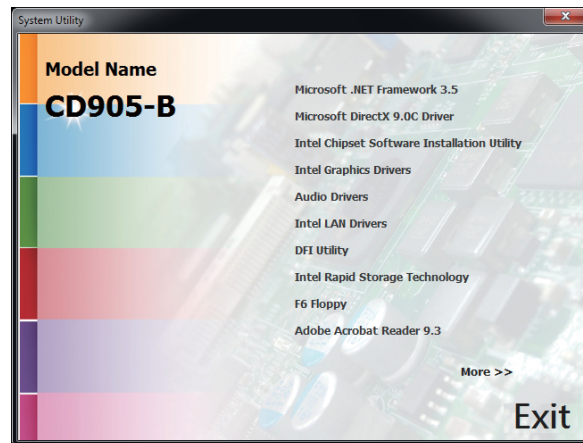 System Utility
Model Name
CD905-B
Microsoft .NET Framework 3.5
Microsoft DirectX 9.0C Driver
Intel Chipset Software Installation Utility
Intel Graphics Drivers
Audio Drivers
Intel LAN Drivers
DFI Utility
Intel Rapid Storage Technology
F6 Floppy
Adobe Acrobat Reader 9.3
More >>
Exit